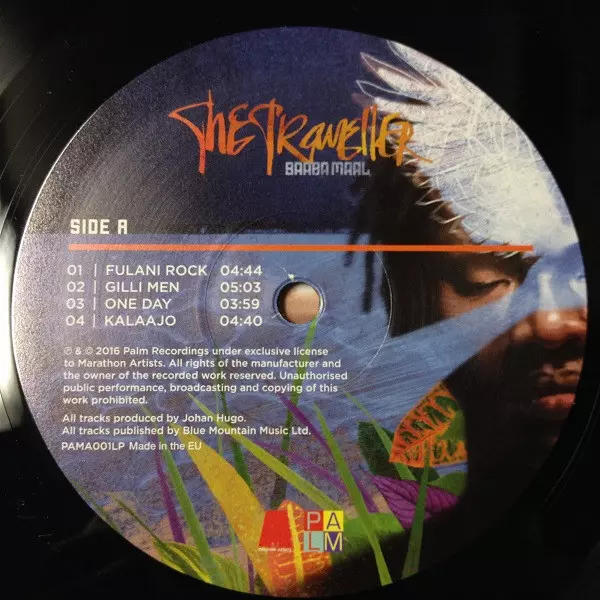 The Traveller
BAABA MAAL
SIDE A
01 | FULANI ROCK 04:44
02 | GILLI MEN 05:03
03 | ONE DAY 03:59
04 | KALAAJO 04:40
℗ & © 2016 Palm Recordings under exclusive license
to Marathon Artists. All rights of the manufacturer and
the owner of the recorded work reserved. Unauthorised
public performance, broadcasting and copying of this
work prohibited.
All tracks produced by Johan Hugo.
All tracks published by Blue Mountain Music Ltd.
PAMA001LP Made in the EU
PA
LM